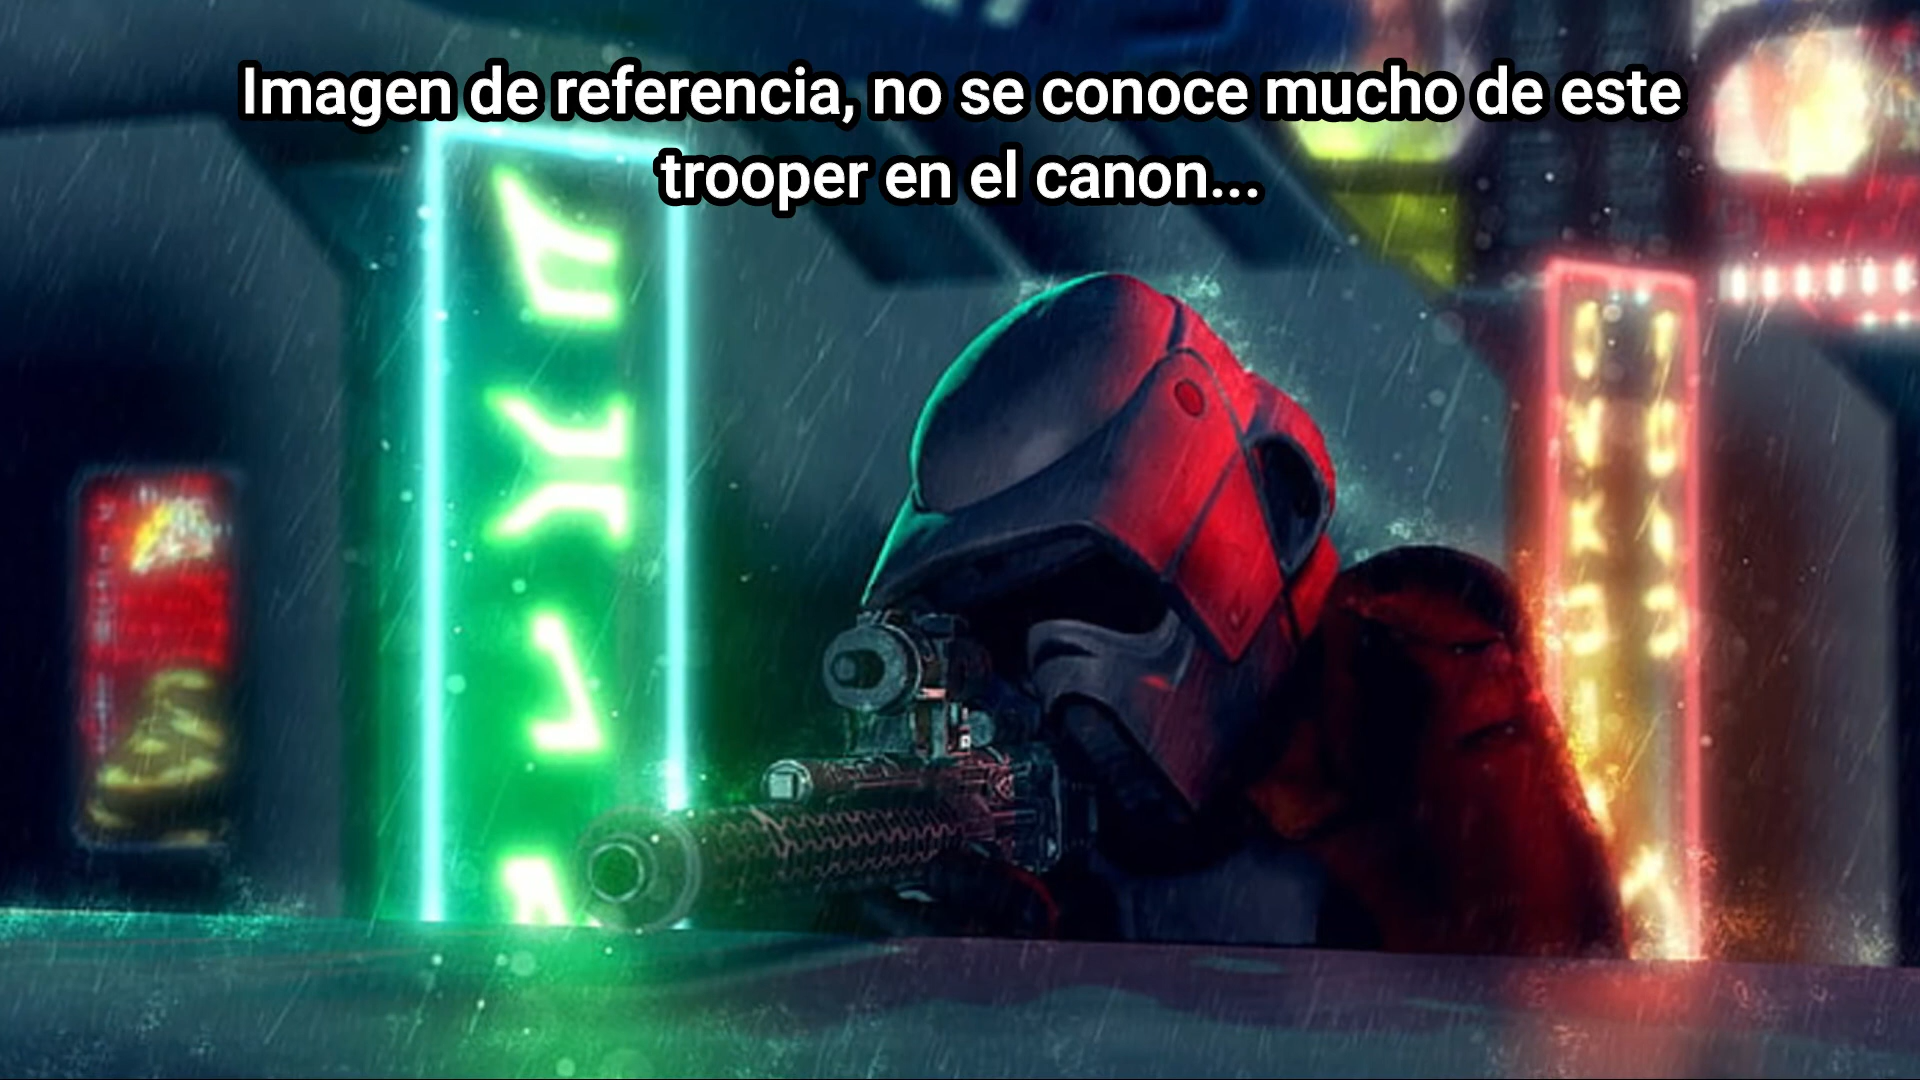 Imagen de referencia, no se conoce mucho de este
trooper en el canon...